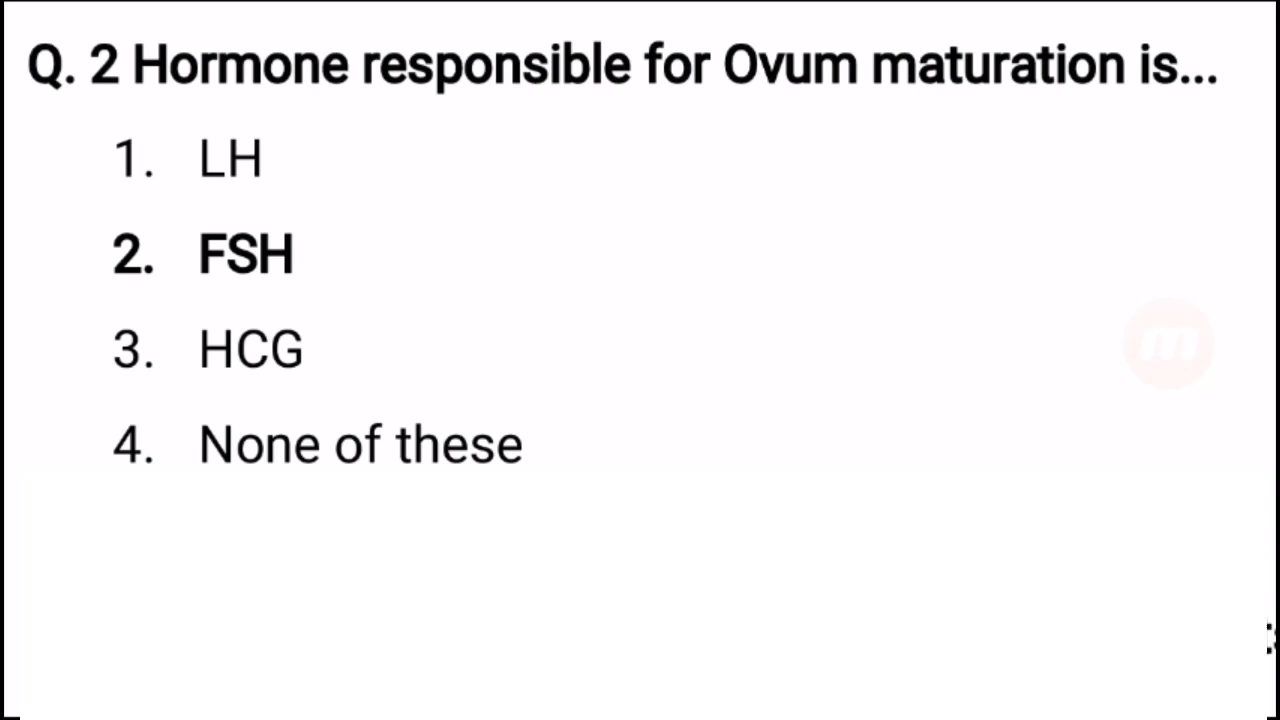 Q. 2 Hormone responsible for Ovum maturation is...
1. LH
2. FSH
3. HCG
4. None of these